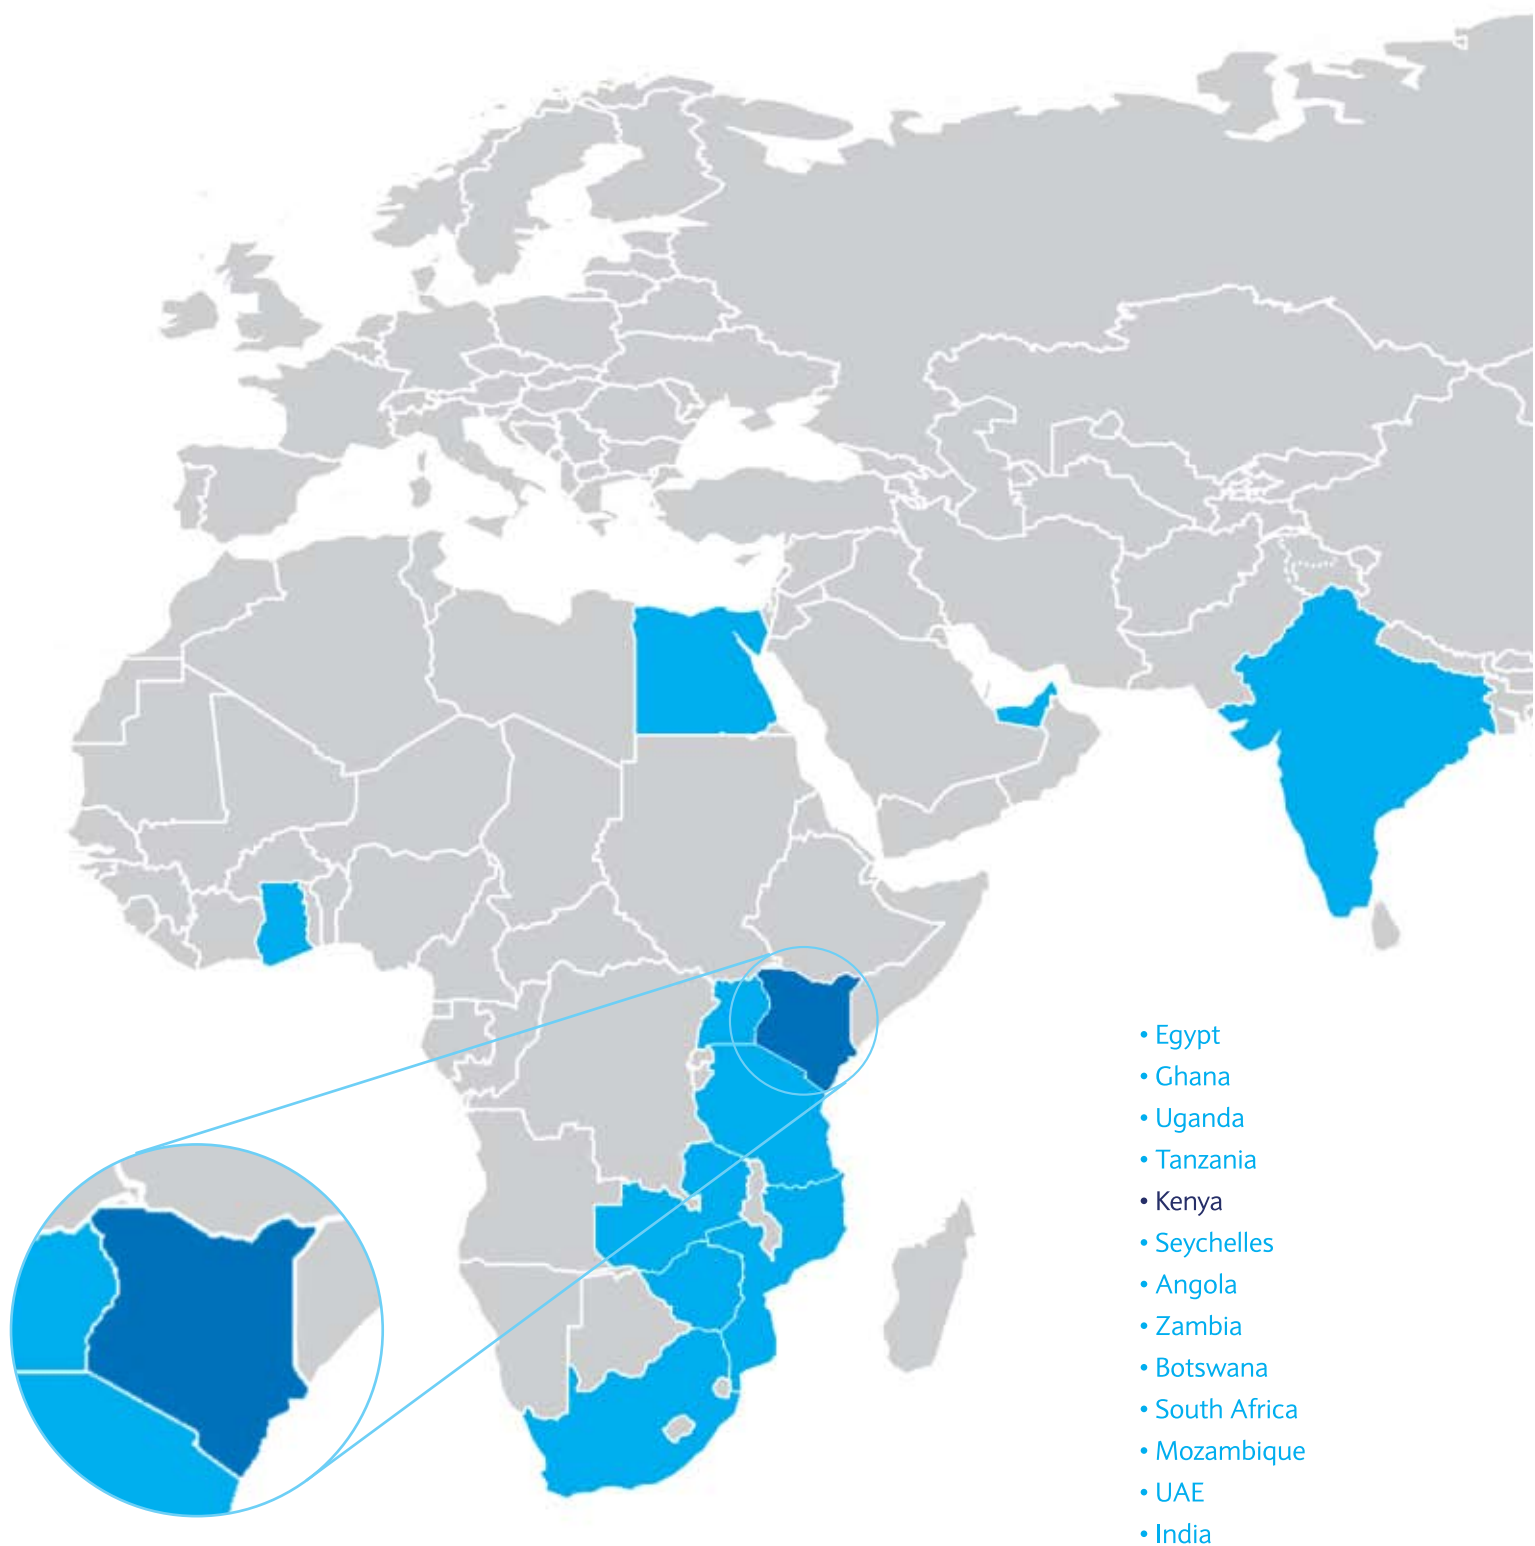 • Egypt
• Ghana
• Uganda
• Tanzania
• Kenya
• Seychelles
• Angola
• Zambia
• Botswana
• South Africa
• Mozambique
• UAE
• India